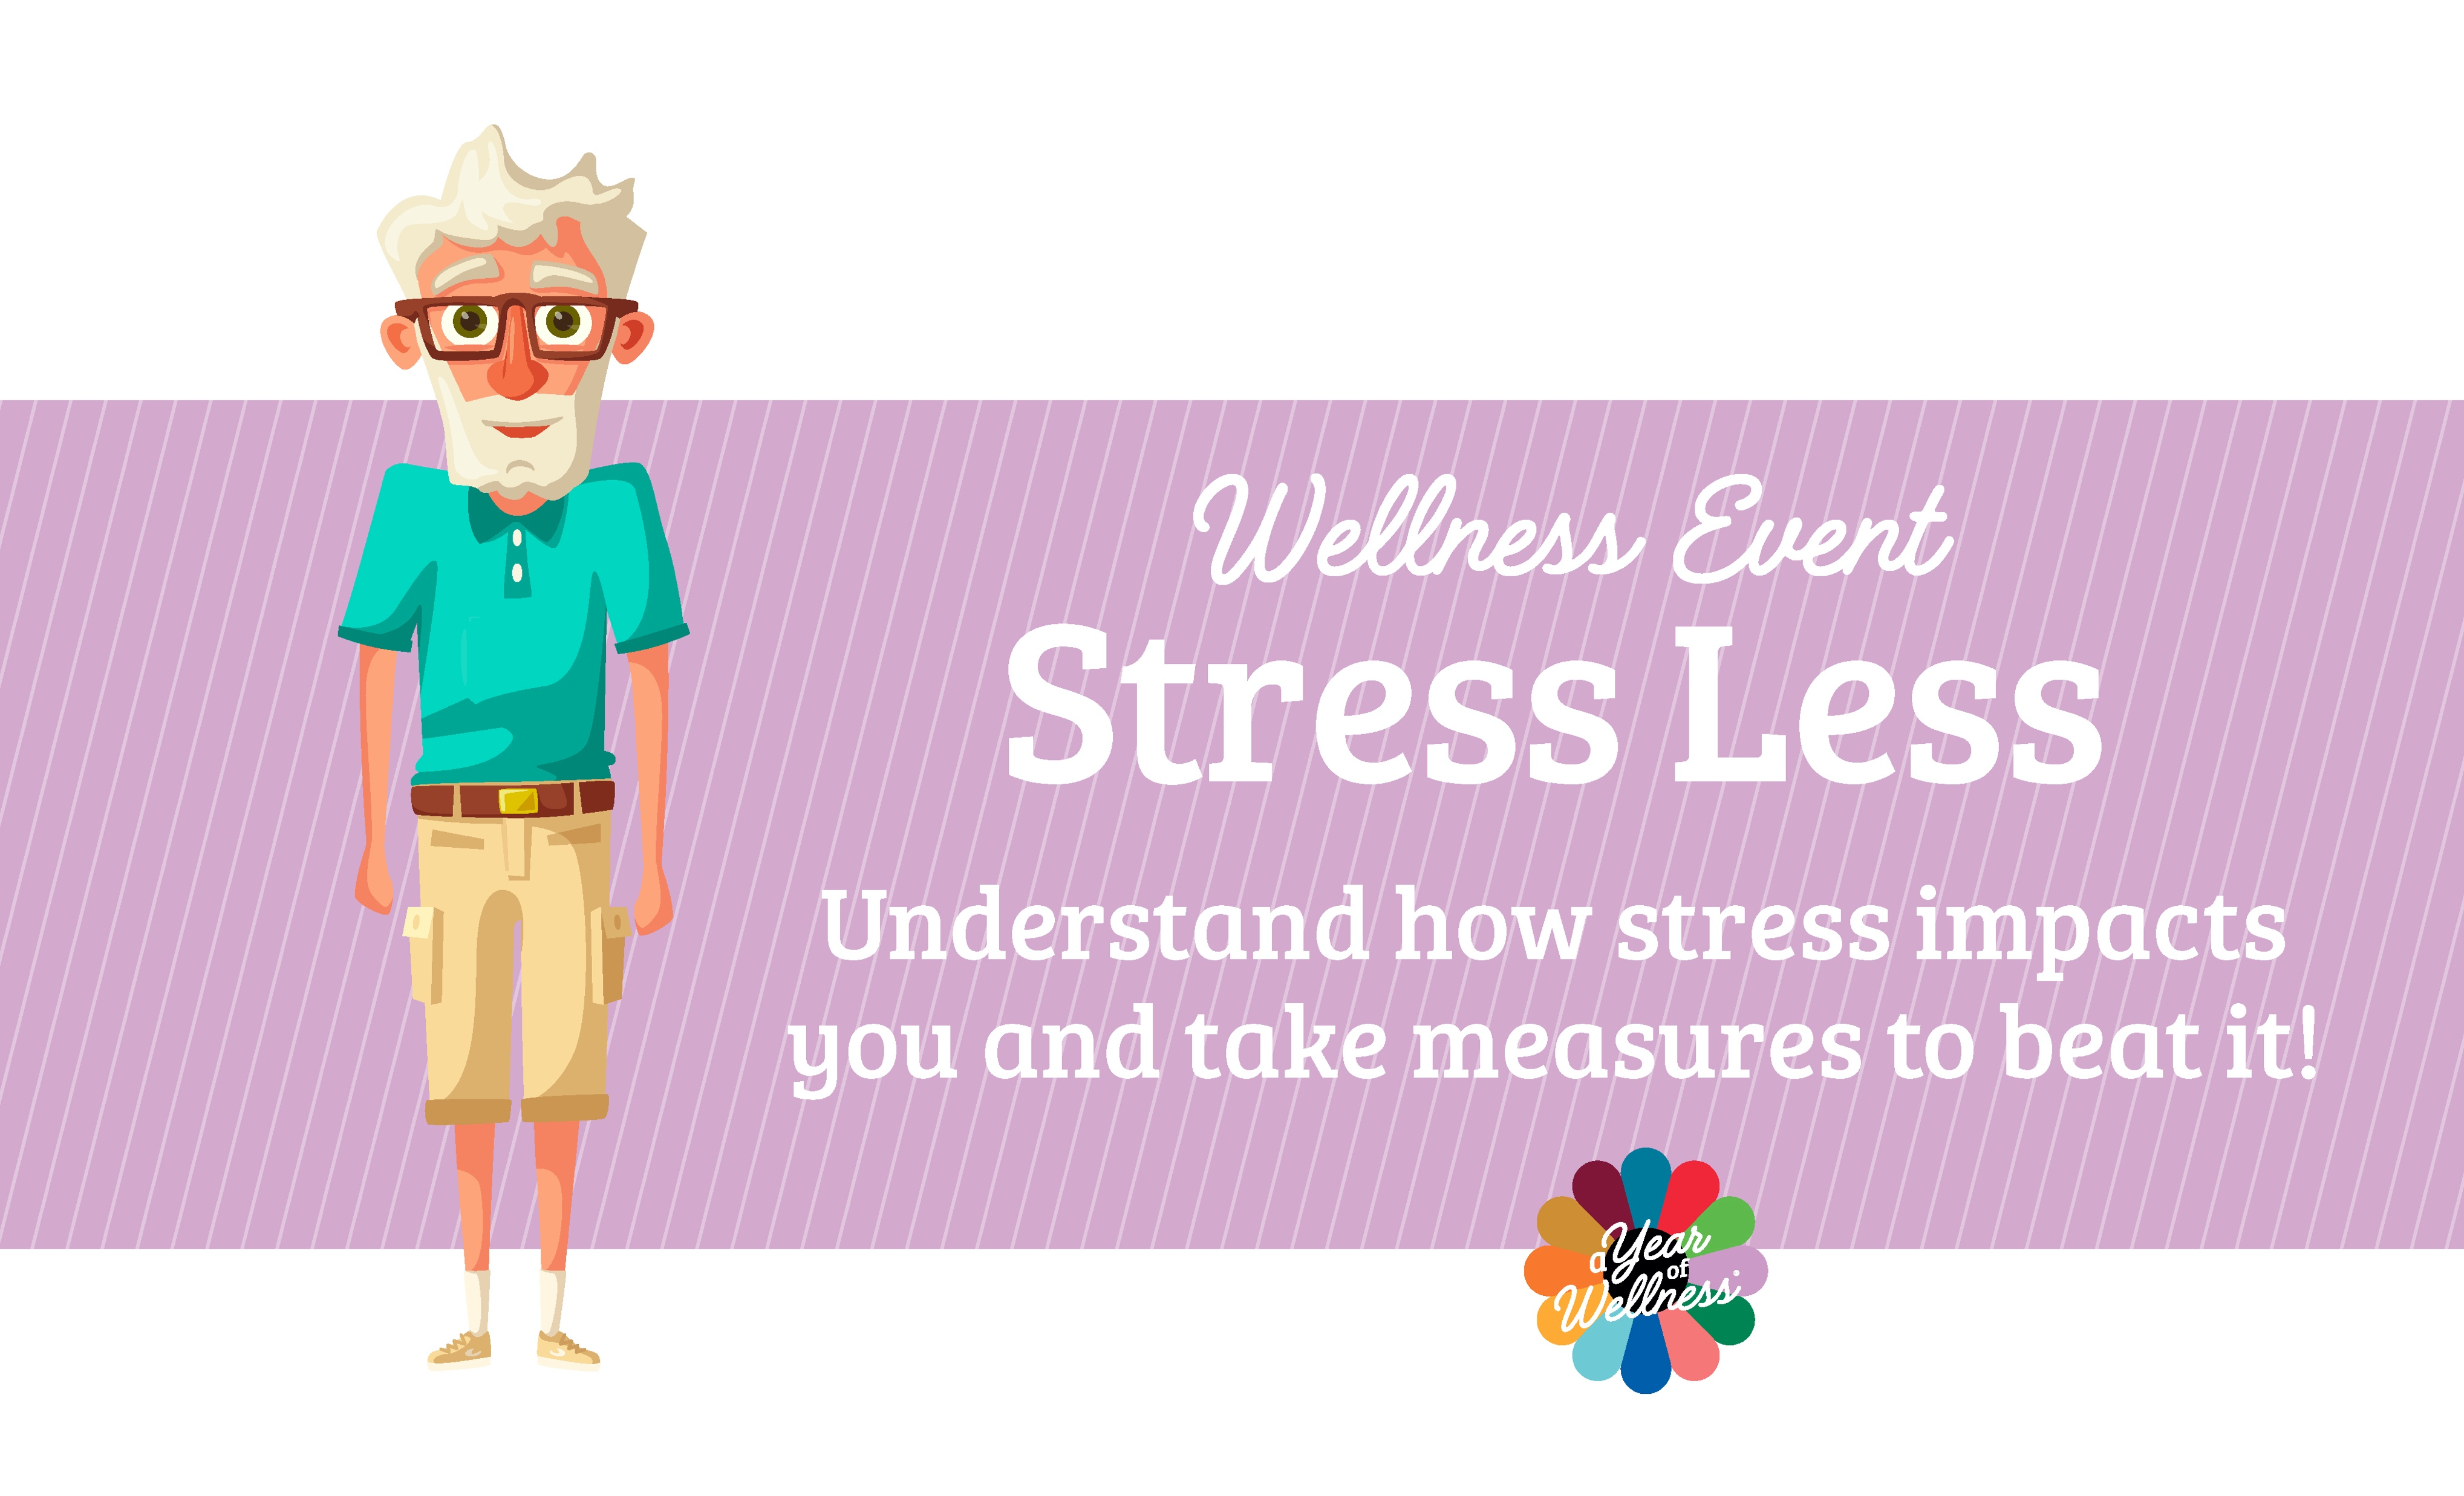 Wellness Event
Stress Less
Understand how stress impacts
you and take measures to beat it!
a Year
of
Wellness